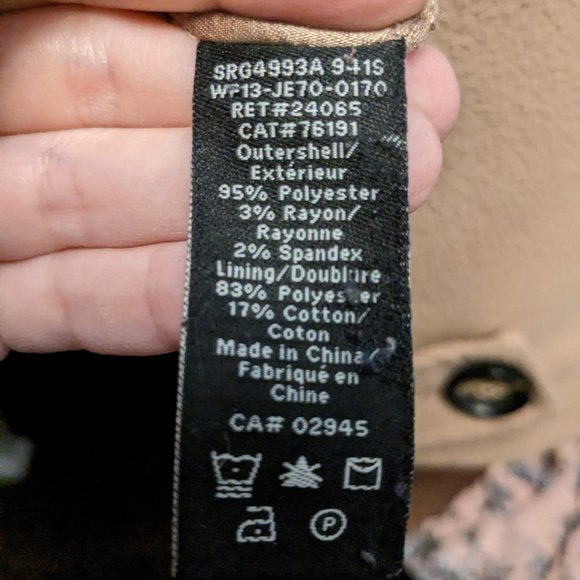 SRG4993A 941S
WF13-JE70-0170
RET#24065
CAT#76191
Outershell/
Extérieur
95% Polyester
3% Rayon/
Rayonne
2% Spandex
Lining/Doublure
83% Polyester
17% Cotton/
Coton
Made in China/
Fabriqué en
Chine
CA# 02945
P